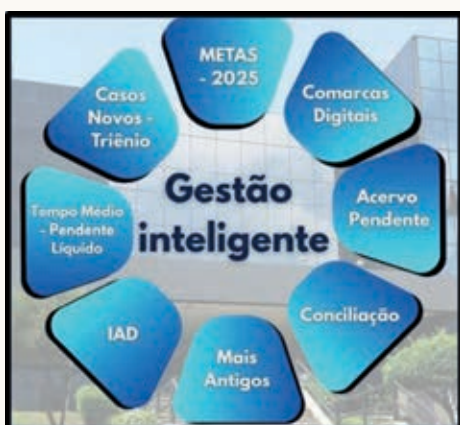 METAS
- 2025
Comarcas
Digitais
Acervo
Pendente
Conciliação
Mais
Antigos
IAD
Tempo Médio
- Pendente
Líquido
Casos
Novos -
Triênio
Gestão
inteligente